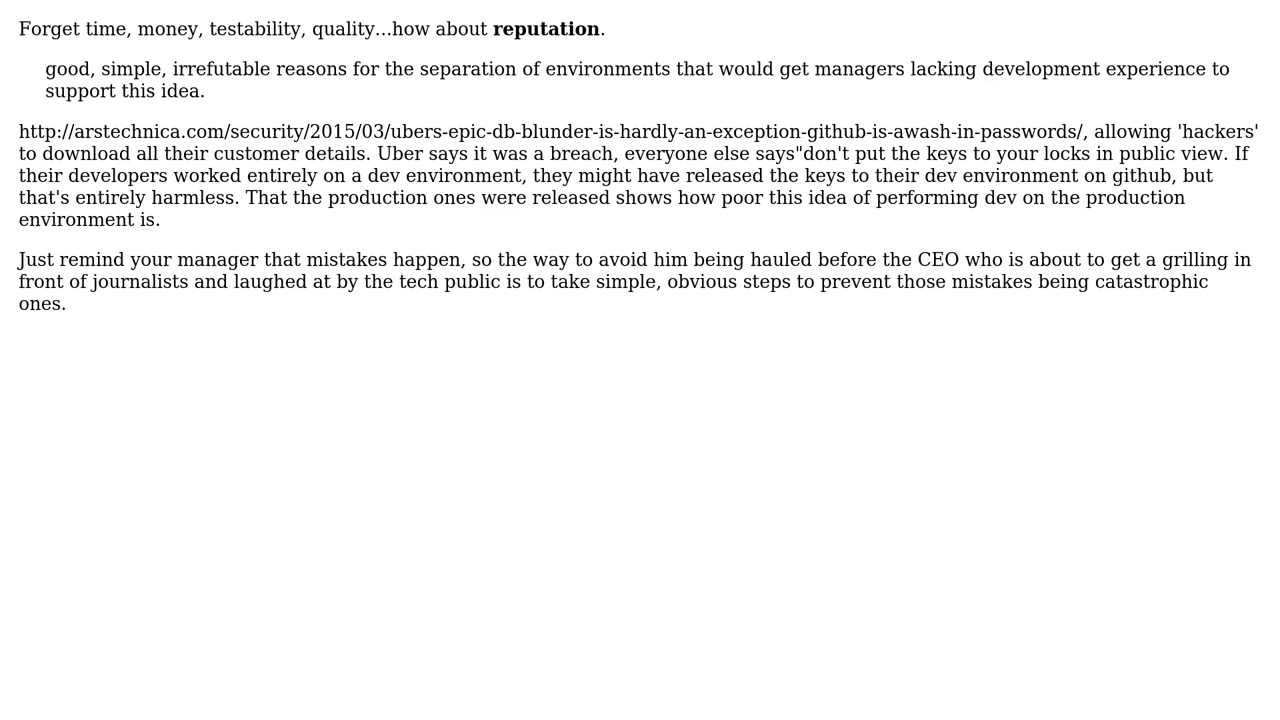 Forget time, money, testability, quality...how about reputation.
good, simple, irrefutable reasons for the separation of environments that would get managers lacking development experience to
support this idea.
http://arstechnica.com/security/2015/03/ubers-epic-db-blunder-is-hardly-an-exception-github-is-awash-in-passwords/, allowing 'hackers'
to download all their customer details. Uber says it was a breach, everyone else says"don't put the keys to your locks in public view. If
their developers worked entirely on a dev environment, they might have released the keys to their dev environment on github, but
that's entirely harmless. That the production ones were released shows how poor this idea of performing dev on the production
environment is.
Just remind your manager that mistakes happen, so the way to avoid him being hauled before the CEO who is about to get a grilling in
front of journalists and laughed at by the tech public is to take simple, obvious steps to prevent those mistakes being catastrophic
ones.